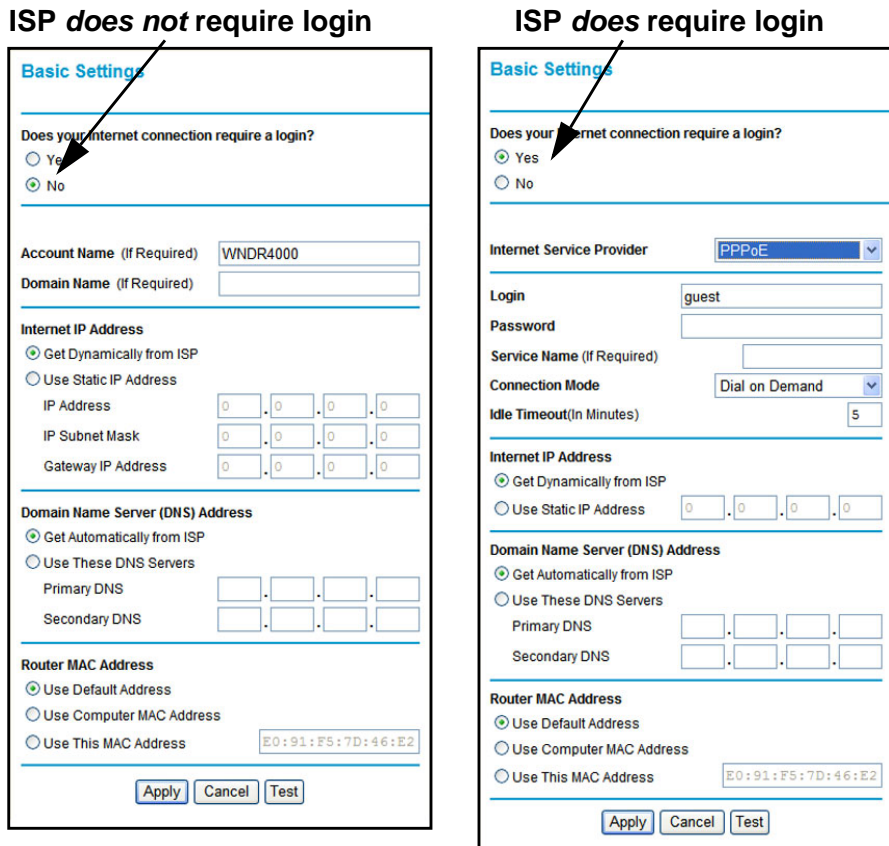 ISP does not require login
Basic Settings
Does your Internet connection require a login?
Yes
No
Account Name (If Required) WNDR4000
Domain Name (If Required)
Internet IP Address
Get Dynamically from ISP
Use Static IP Address
IP Address 0 . 0 . 0 . 0
IP Subnet Mask 0 . 0 . 0 . 0
Gateway IP Address 0 . 0 . 0 . 0
Domain Name Server (DNS) Address
Get Automatically from ISP
Use These DNS Servers
Primary DNS . . .
Secondary DNS . . .
Router MAC Address
Use Default Address
Use Computer MAC Address
Use This MAC Address E0:91:F5:7D:46:E2
Apply Cancel Test
ISP does require login
Basic Settings
Does your Internet connection require a login?
Yes
No
Internet Service Provider PPPoE
Login guest
Password
Service Name (If Required)
Connection Mode Dial on Demand
Idle Timeout(In Minutes) 5
Internet IP Address
Get Dynamically from ISP
Use Static IP Address 0 . 0 . 0 . 0
Domain Name Server (DNS) Address
Get Automatically from ISP
Use These DNS Servers
Primary DNS . . .
Secondary DNS . . .
Router MAC Address
Use Default Address
Use Computer MAC Address
Use This MAC Address E0:91:F5:7D:46:E2
Apply Cancel Test